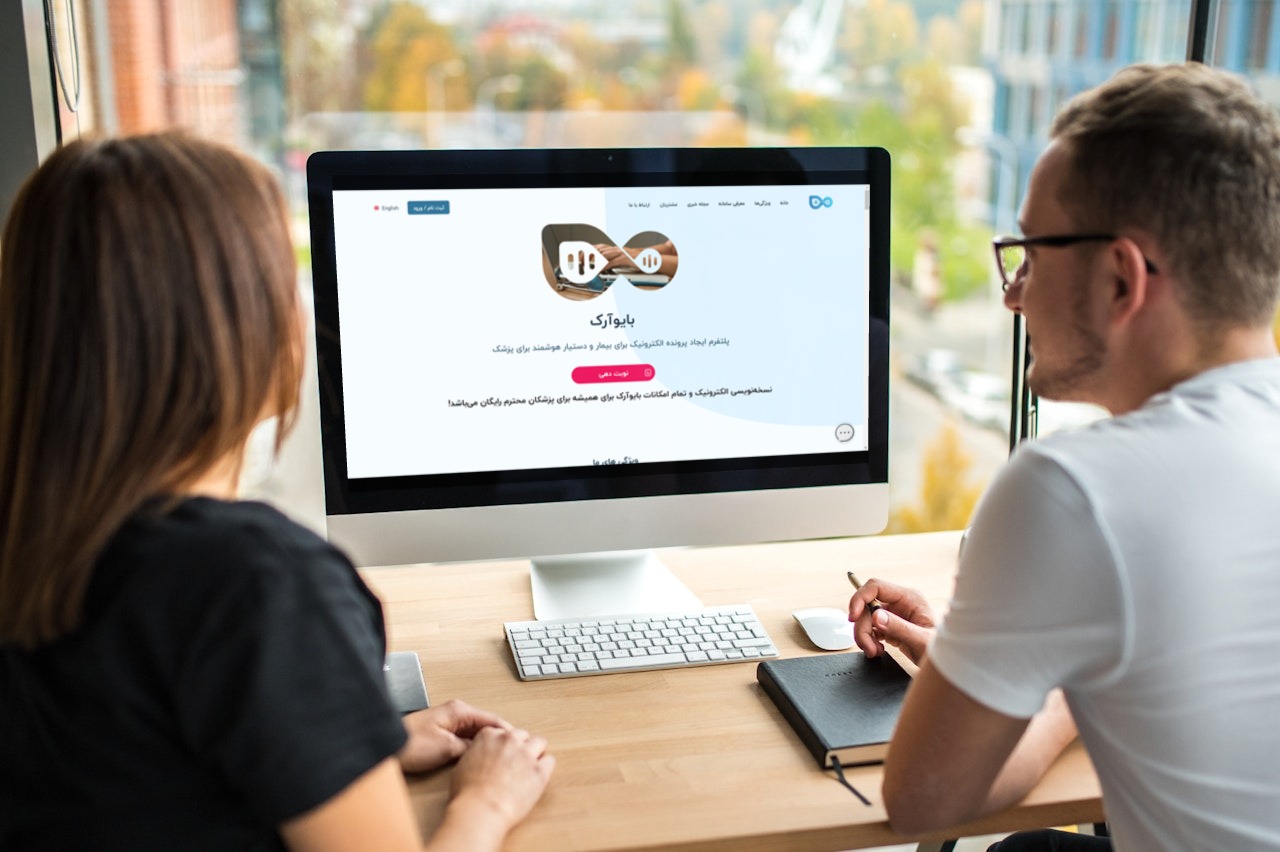 خانه ویژگی‌ها معرفی سامانه مجله خبری مشتریان ارتباط با ما ثبت نام / ورود English
بایوآرک
پلتفرم ایجاد پرونده الکترونیک برای بیمار و دستیار هوشمند برای پزشک
نوبت دهی
نسخه‌نویسی الکترونیک و تمام امکانات بایوآرک برای همیشه برای پزشکان محترم رایگان می‌باشد!
ویژگی های ما